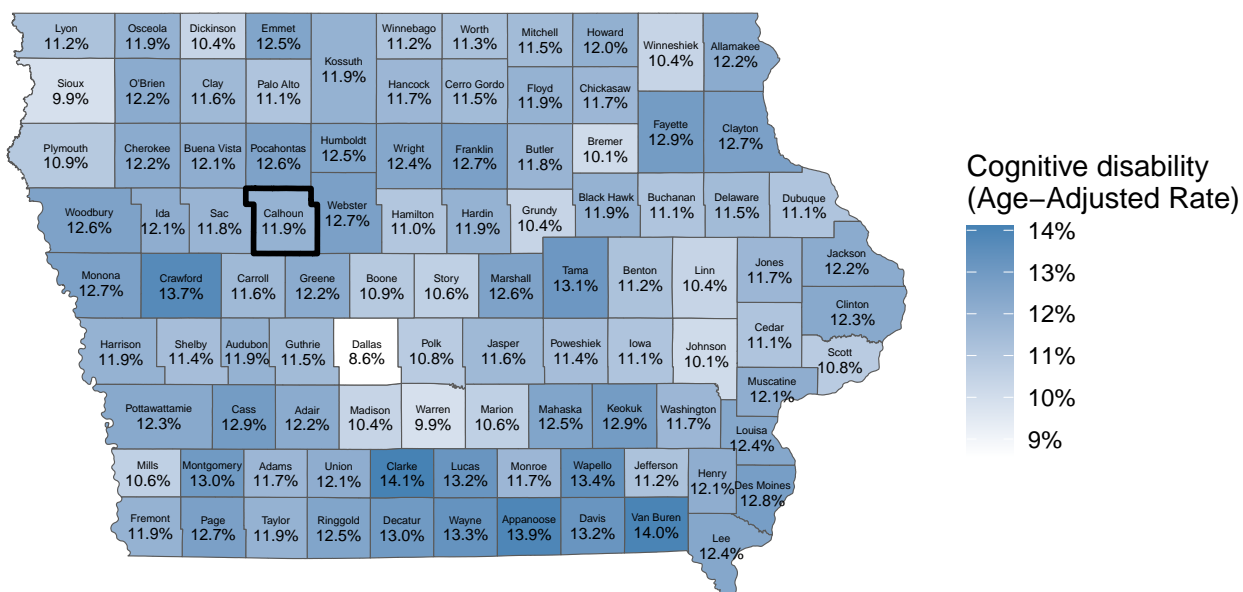 Lyon
11.2%
Osceola
11.9%
Dickinson
10.4%
Emmet
12.5%
Kossuth
11.9%
Winnebago
11.2%
Worth
11.3%
Mitchell
11.5%
Howard
12.0%
Winneshiek
10.4%
Allamakee
12.2%
Sioux
9.9%
O'Brien
12.2%
Clay
11.6%
Palo Alto
11.1%
Hancock
11.7%
Cerro Gordo
11.5%
Floyd
11.9%
Chickasaw
11.7%
Plymouth
10.9%
Cherokee
12.2%
Buena Vista
12.1%
Pocahontas
12.6%
Humboldt
12.5%
Wright
12.4%
Franklin
12.7%
Butler
11.8%
Bremer
10.1%
Fayette
12.9%
Clayton
12.7%
Woodbury
12.6%
Ida
12.1%
Sac
11.8%
Calhoun
11.9%
Webster
12.7%
Hamilton
11.0%
Hardin
11.9%
Grundy
10.4%
Black Hawk
11.9%
Buchanan
11.1%
Delaware
11.5%
Dubuque
11.1%
Monona
12.7%
Crawford
13.7%
Carroll
11.6%
Greene
12.2%
Boone
10.9%
Story
10.6%
Marshall
12.6%
Tama
13.1%
Benton
11.2%
Linn
10.4%
Jones
11.7%
Jackson
12.2%
Clinton
12.3%
Harrison
11.9%
Shelby
11.4%
Audubon
11.9%
Guthrie
11.5%
Dallas
8.6%
Polk
10.8%
Jasper
11.6%
Poweshiek
11.4%
Iowa
11.1%
Johnson
10.1%
Cedar
11.1%
Scott
10.8%
Muscatine
12.1%
Pottawattamie
12.3%
Cass
12.9%
Adair
12.2%
Madison
10.4%
Warren
9.9%
Marion
10.6%
Mahaska
12.5%
Keokuk
12.9%
Washington
11.7%
Louisa
12.4%
Mills
10.6%
Montgomery
13.0%
Adams
11.7%
Union
12.1%
Clarke
14.1%
Lucas
13.2%
Monroe
11.7%
Wapello
13.4%
Jefferson
11.2%
Henry
12.1%
Des Moines
12.8%
Fremont
11.9%
Page
12.7%
Taylor
11.9%
Ringgold
12.5%
Decatur
13.0%
Wayne
13.3%
Appanoose
13.9%
Davis
13.2%
Van Buren
14.0%
Lee
12.4%
Cognitive disability
(Age−Adjusted Rate)
14%
13%
12%
11%
10%
9%